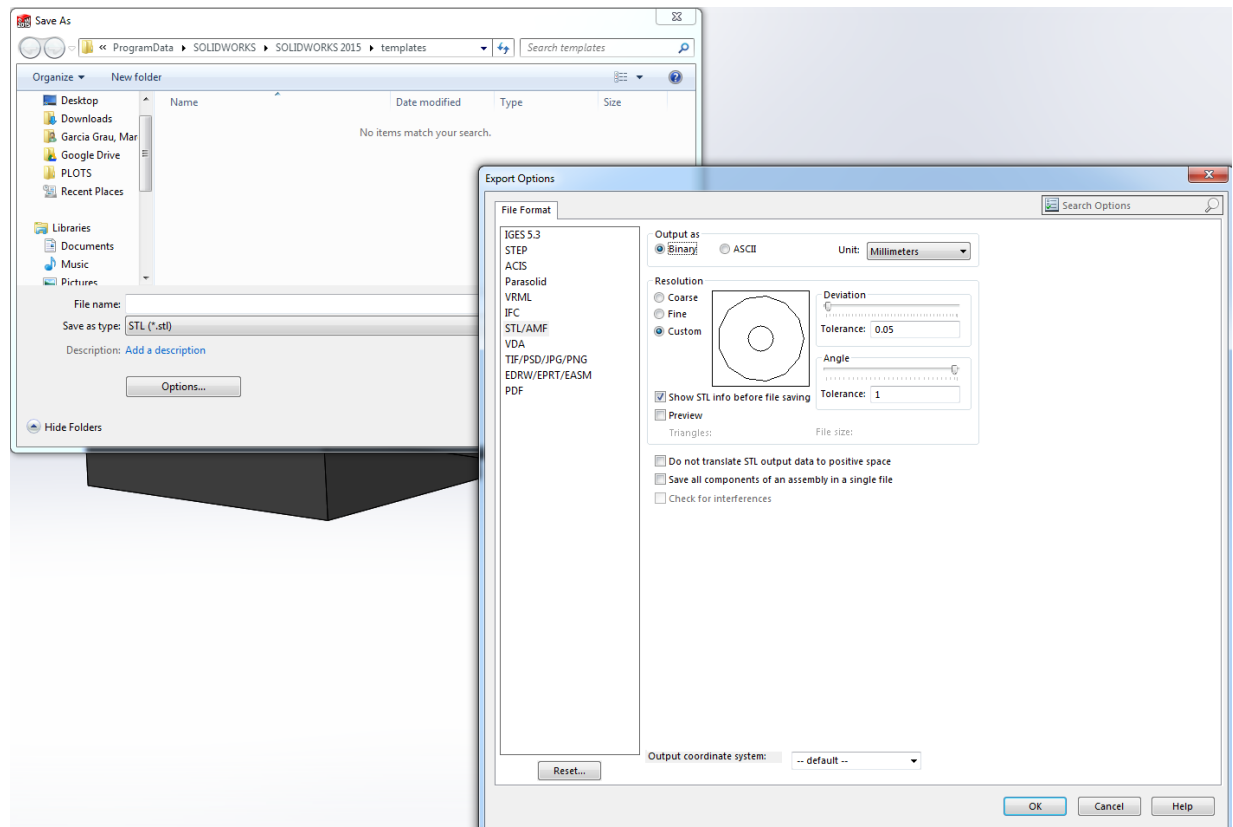 Save As
« ProgramData ▸ SOLIDWORKS ▸ SOLIDWORKS 2015 ▸ templates
Search templates
Organize New folder
Name Date modified Type Size
No items match your search.
Desktop
Downloads
Garcia Grau, Mar
Google Drive
PLOTS
Recent Places
Libraries
Documents
Music
Pictures
File name:
Save as type: STL (*.stl)
Description: Add a description
Options...
Hide Folders
Export Options
File Format
Search Options
IGES 5.3
STEP
ACIS
Parasolid
VRML
IFC
STL/AMF
VDA
TIF/PSD/JPG/PNG
EDRW/EPRT/EASM
PDF
Reset...
Output as
Binary ASCII Unit: Millimeters
Resolution
Coarse
Fine
Custom
Deviation
Tolerance: 0.05
Angle
Tolerance: 1
Show STL info before file saving
Preview
Triangles: File size:
Do not translate STL output data to positive space
Save all components of an assembly in a single file
Check for interferences
Output coordinate system: -- default --
OK Cancel Help